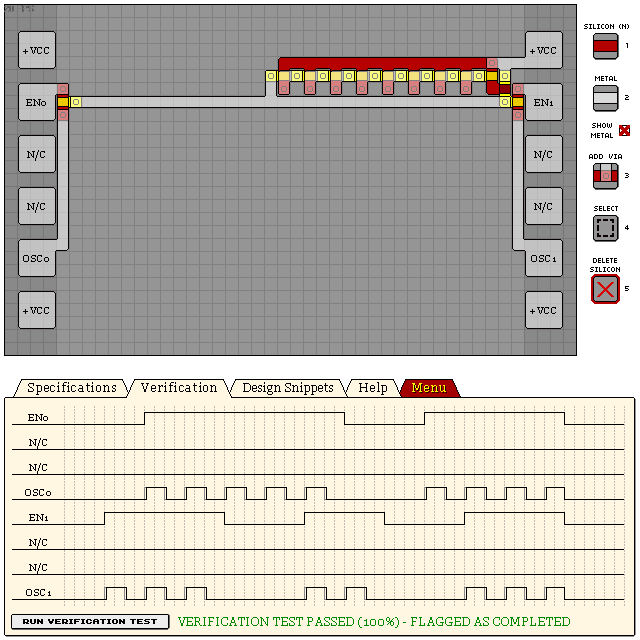 SILICON (N)
+VCC
+VCC
1
METAL
EN0
EN1
2
SHOW
METAL
N/C
N/C
ADD VIA
3
N/C
N/C
SELECT
4
OSC0
OSC1
DELETE
SILICON
5
+VCC
+VCC
Specifications
Verification
Design Snippets
Help
Menu
EN0
N/C
N/C
OSC0
EN1
N/C
N/C
OSC1
RUN VERIFICATION TEST
VERIFICATION TEST PASSED (100%) - FLAGGED AS COMPLETED